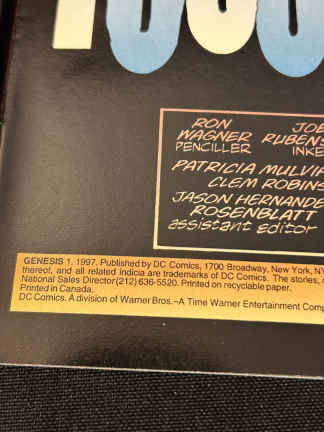 RON
WAGNER
PENCILLER
JOE
RUBENS
INKE
PATRICIA MULVIH
CLEM ROBINS
JASON HERNANDE
ROSENBLATT
assistant editor
GENESIS 1. 1997. Published by DC Comics, 1700 Broadway, New York, NY
thereof, and all related indicia are trademarks of DC Comics. The stories,
National Sales Director (212) 636-5520. Printed on recyclable paper.
Printed in Canada.
DC Comics. A division of Warner Bros.–A Time Warner Entertainment Comp